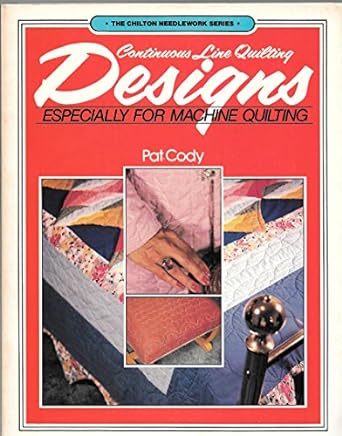 • THE CHILTON NEEDLEWORK SERIES •
Continuous Line Quilting
Designs
ESPECIALLY FOR MACHINE QUILTING
Pat Cody